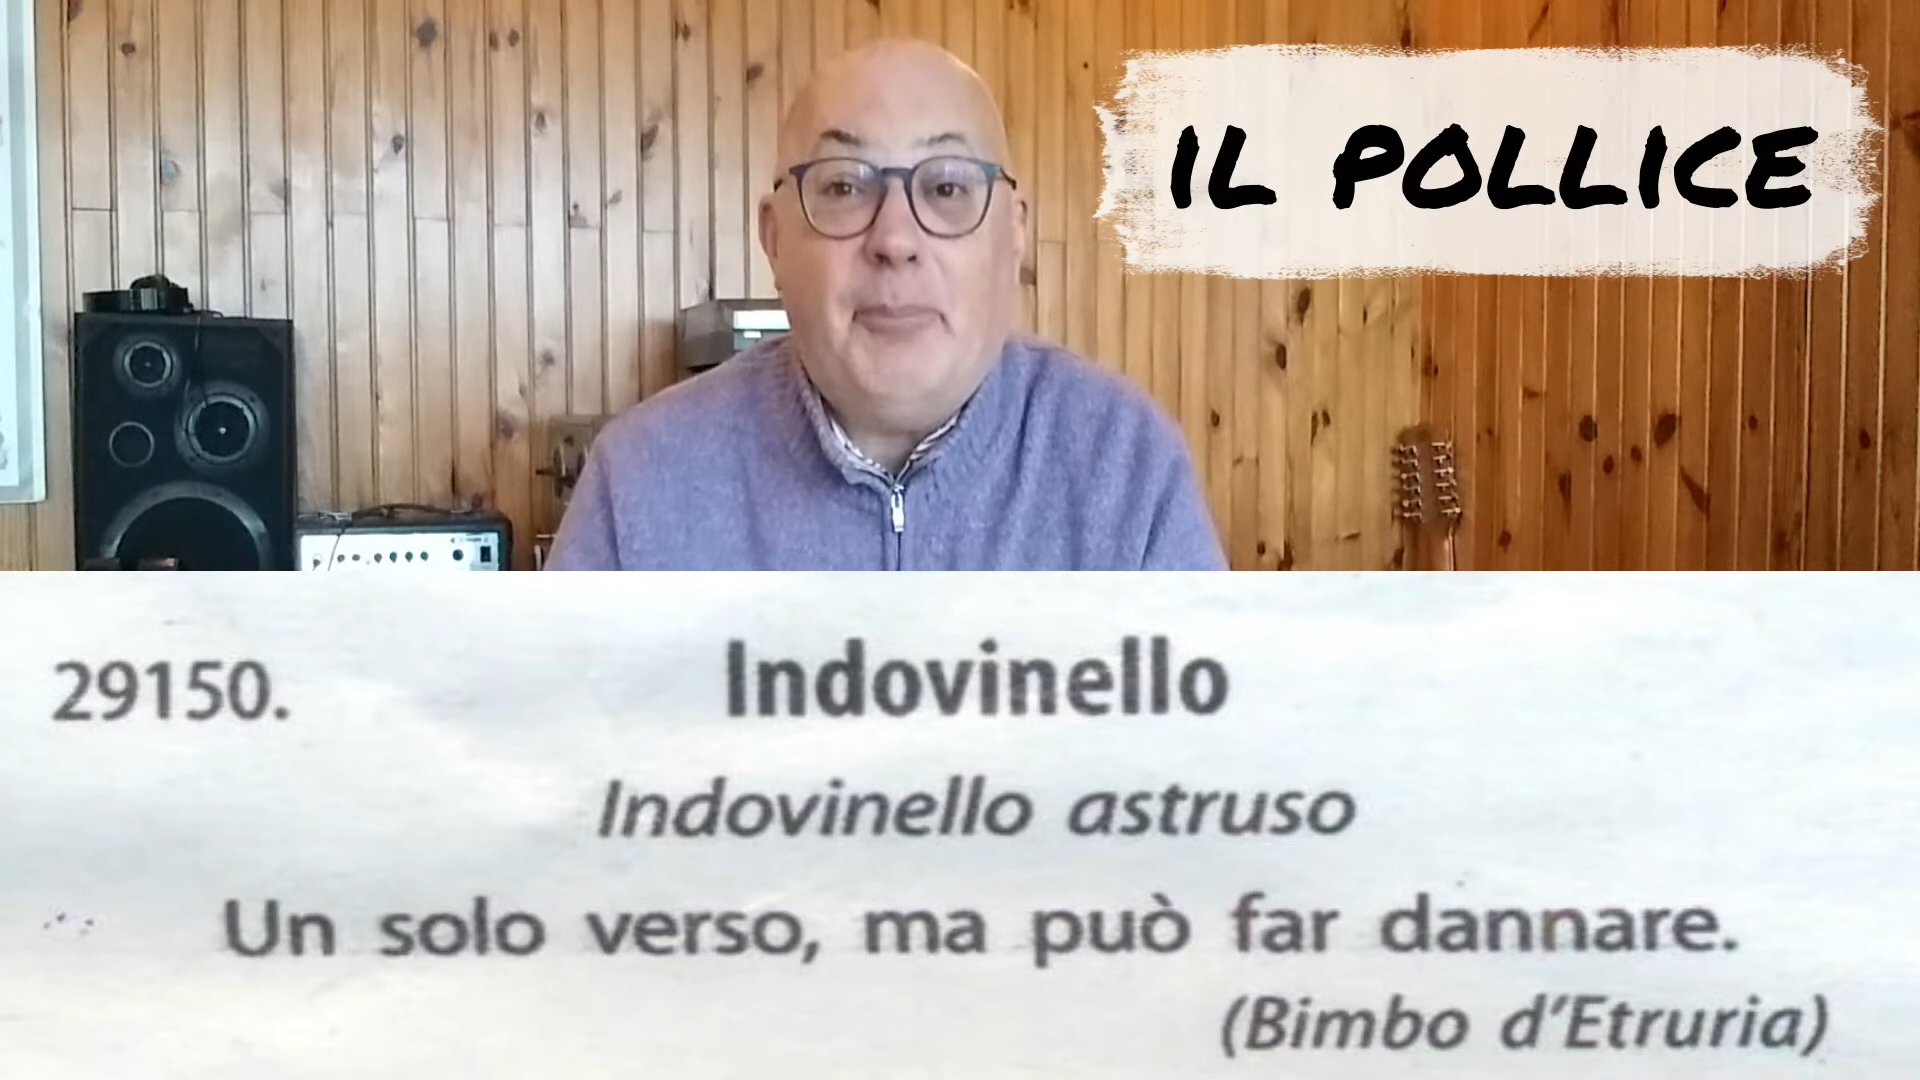 IL POLLICE
29150. Indovinello
Indovinello astruso
Un solo verso, ma può far dannare.
(Bimbo d'Etruria)